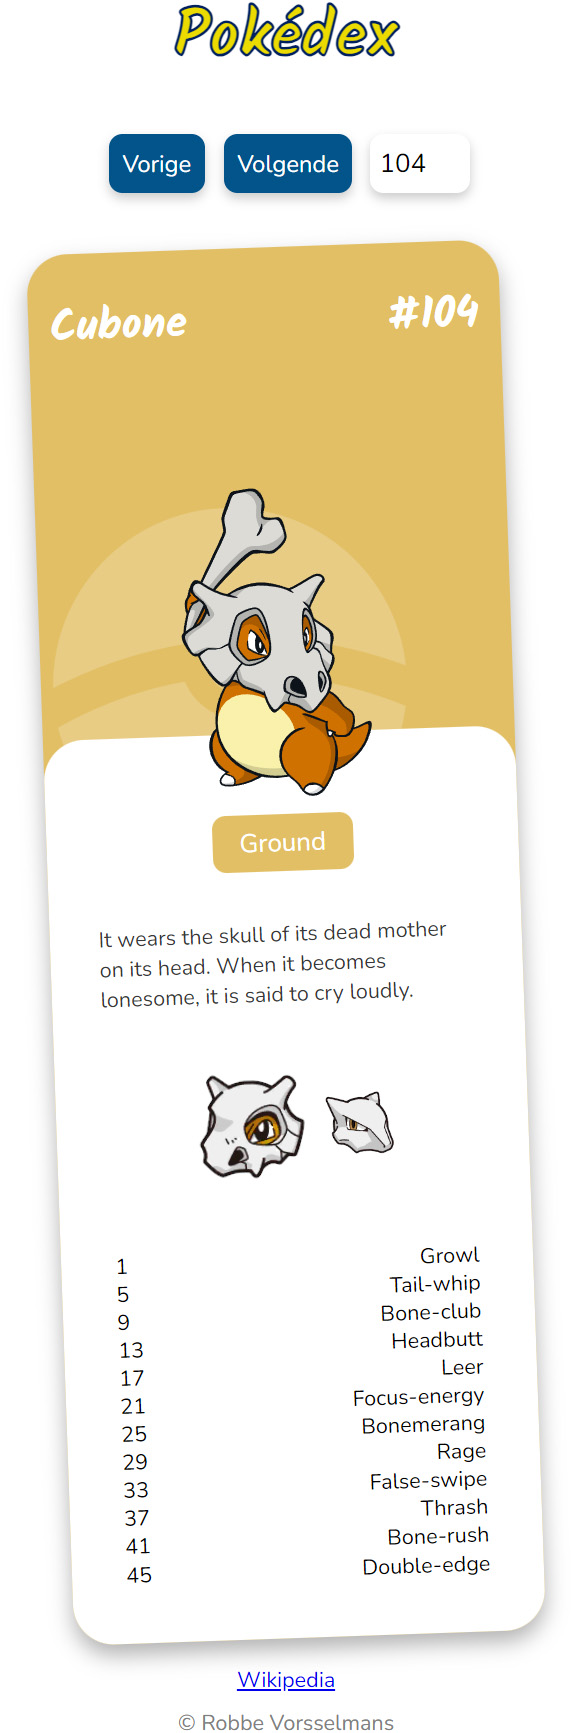 Pokédex
Vorige Volgende 104
Cubone #104
Ground
It wears the skull of its dead mother
on its head. When it becomes
lonesome, it is said to cry loudly.
1 Growl
5 Tail-whip
9 Bone-club
13 Headbutt
17 Leer
21 Focus-energy
25 Bonemerang
29 Rage
33 False-swipe
37 Thrash
41 Bone-rush
45 Double-edge
Wikipedia
© Robbe Vorsselmans